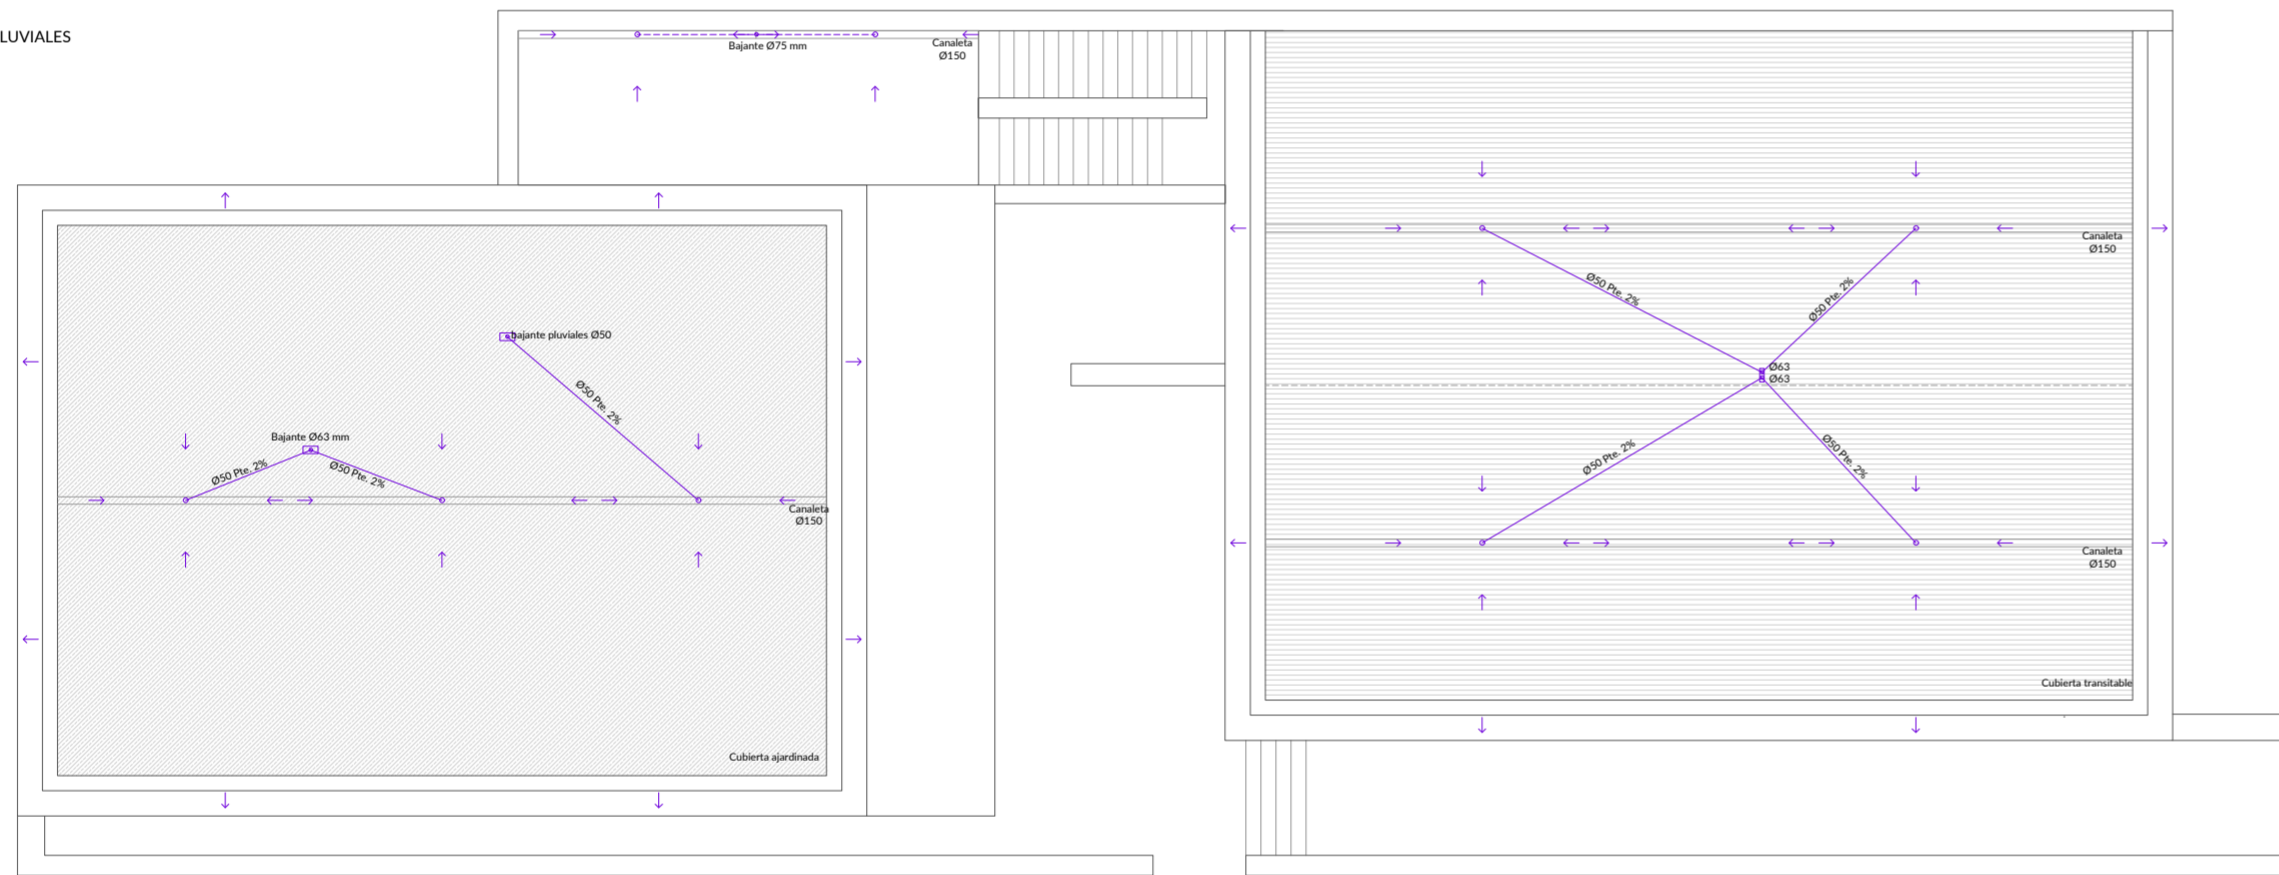 LUVIALES
Bajante Ø75 mm
Canaleta
Ø150
Canaleta
Ø150
Ø50 Pte. 2%
Ø50 Pte. 2%
bajante pluviales Ø50
Ø63
Ø63
Ø50 Pte. 2%
Bajante Ø63 mm
Ø50 Pte. 2%
Ø50 Pte. 2%
Ø50 Pte. 2%
Ø50 Pte. 2%
Canaleta
Ø150
Canaleta
Ø150
Cubierta transitable
Cubierta ajardinada